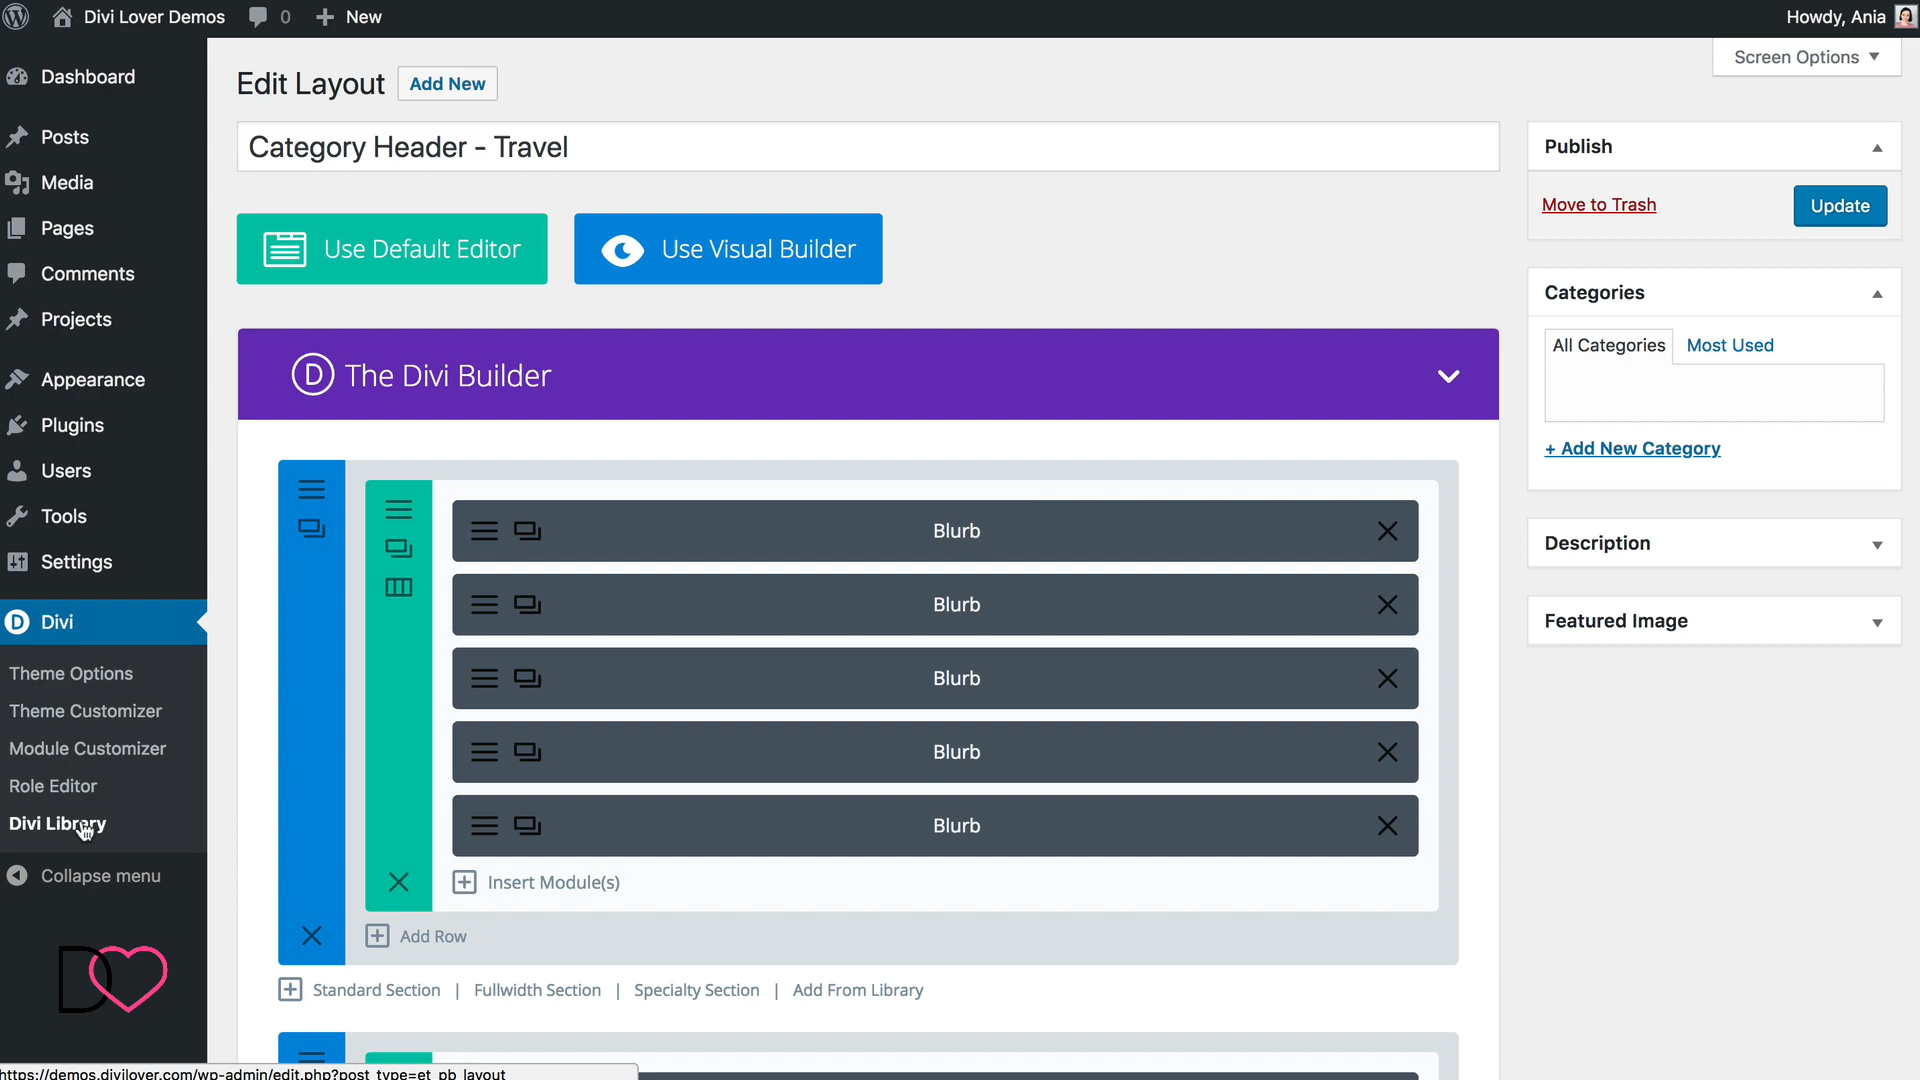 Divi Lover Demos 0 New Howdy, Ania
Dashboard
Posts
Media
Pages
Comments
Projects
Appearance
Plugins
Users
Tools
Settings
Divi
Theme Options
Theme Customizer
Module Customizer
Role Editor
Divi Library
Collapse menu
Screen Options
Edit Layout Add New
Category Header - Travel
Use Default Editor Use Visual Builder
D The Divi Builder
Blurb
Blurb
Blurb
Blurb
Blurb
Insert Module(s)
Add Row
Standard Section | Fullwidth Section | Specialty Section | Add From Library
Publish
Move to Trash Update
Categories
All Categories Most Used
+ Add New Category
Description
Featured Image
https://demos.divilover.com/wp-admin/edit.php?post_type=et_pb_layout